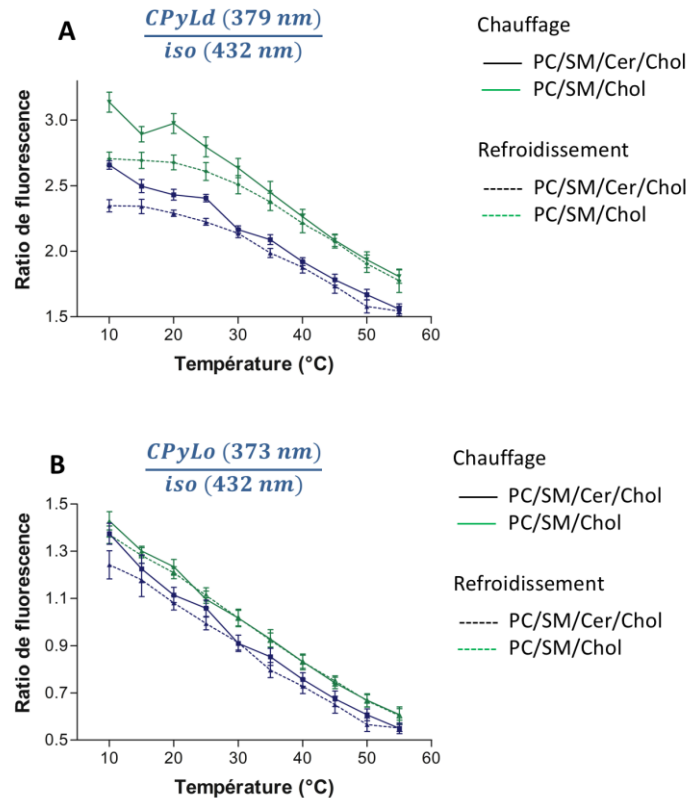 A
CPyLd (379 nm)
iso (432 nm)
Ratio de fluorescence
3.0
2.5
2.0
1.5
10 20 30 40 50 60
Température (°C)
Chauffage
PC/SM/Cer/Chol
PC/SM/Chol
Refroidissement
PC/SM/Cer/Chol
PC/SM/Chol
B
CPyLo (373 nm)
iso (432 nm)
Ratio de fluorescence
1.5
1.3
1.1
0.9
0.7
0.5
10 20 30 40 50 60
Température (°C)
Chauffage
PC/SM/Cer/Chol
PC/SM/Chol
Refroidissement
PC/SM/Cer/Chol
PC/SM/Chol